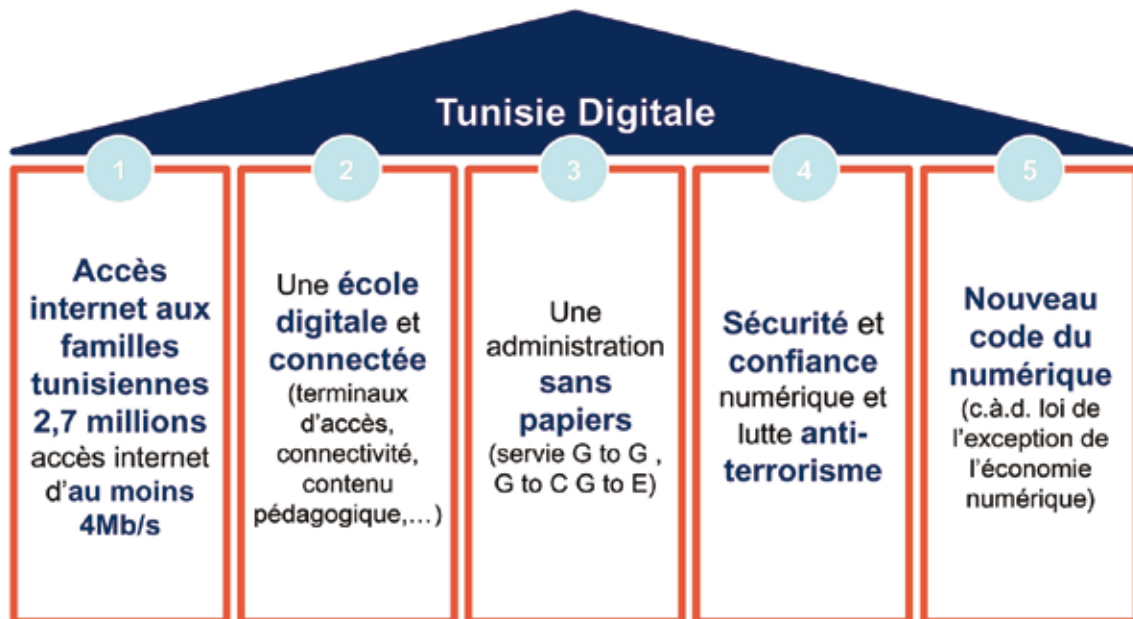 Tunisie Digitale
1
Accès
internet aux
familles
tunisiennes
2,7 millions
accès internet
d'au moins
4Mb/s
2
Une école
digitale et
connectée
(terminaux
d'accès,
connectivité,
contenu
pédagogique,…)
3
Une
administration
sans
papiers
(servie G to G ,
G to C G to E)
4
Sécurité et
confiance
numérique et
lutte anti-
terrorisme
5
Nouveau
code du
numérique
(c.à.d. loi de
l'exception de
l'économie
numérique)